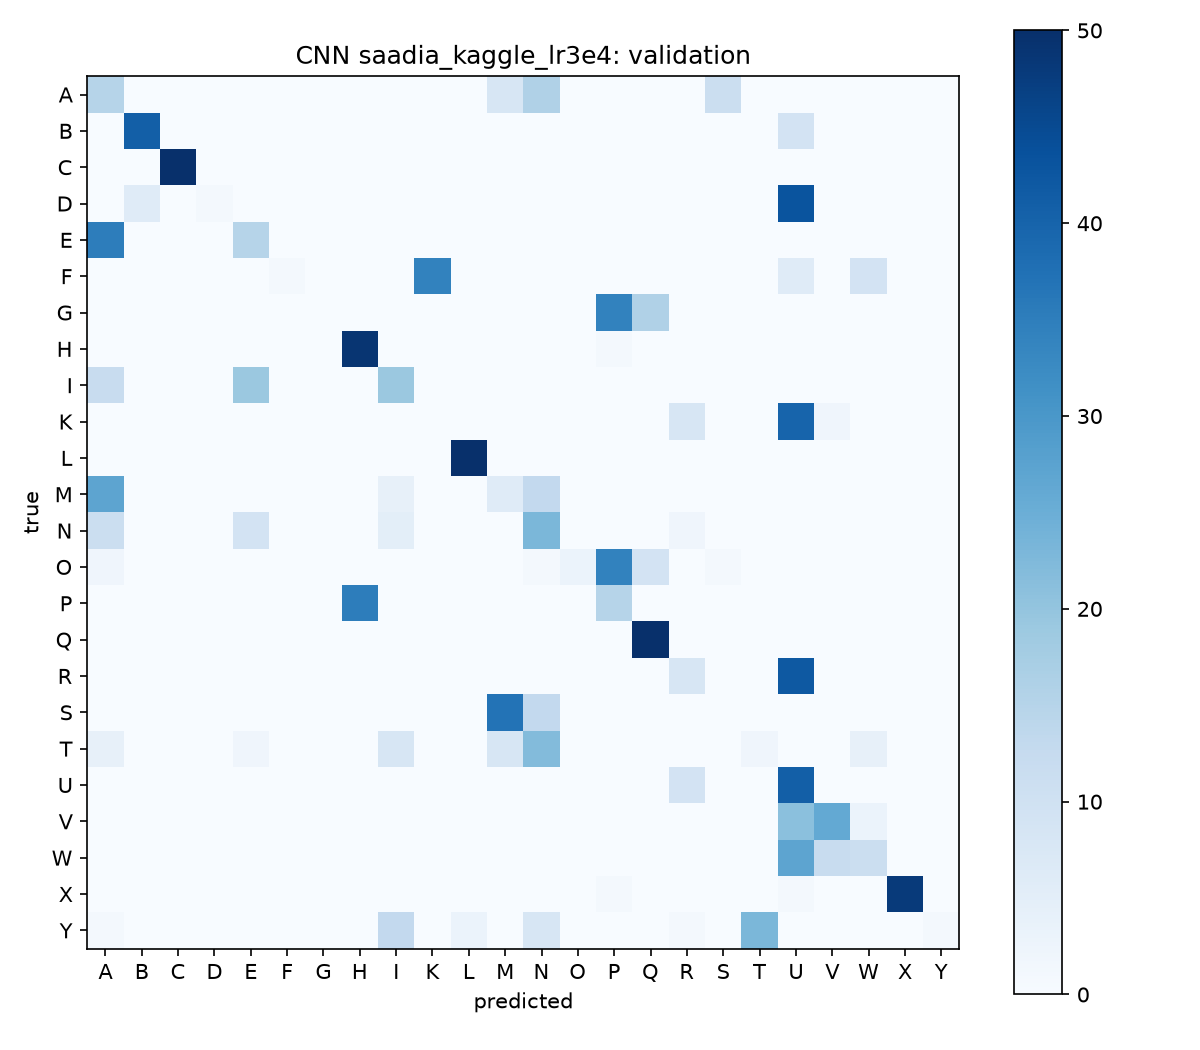 CNN saadia_kaggle_lr3e4: validation
true
A
B
C
D
E
F
G
H
I
K
L
M
N
O
P
Q
R
S
T
U
V
W
X
Y
A B C D E F G H I K L M N O P Q R S T U V W X Y
predicted
50
40
30
20
10
0